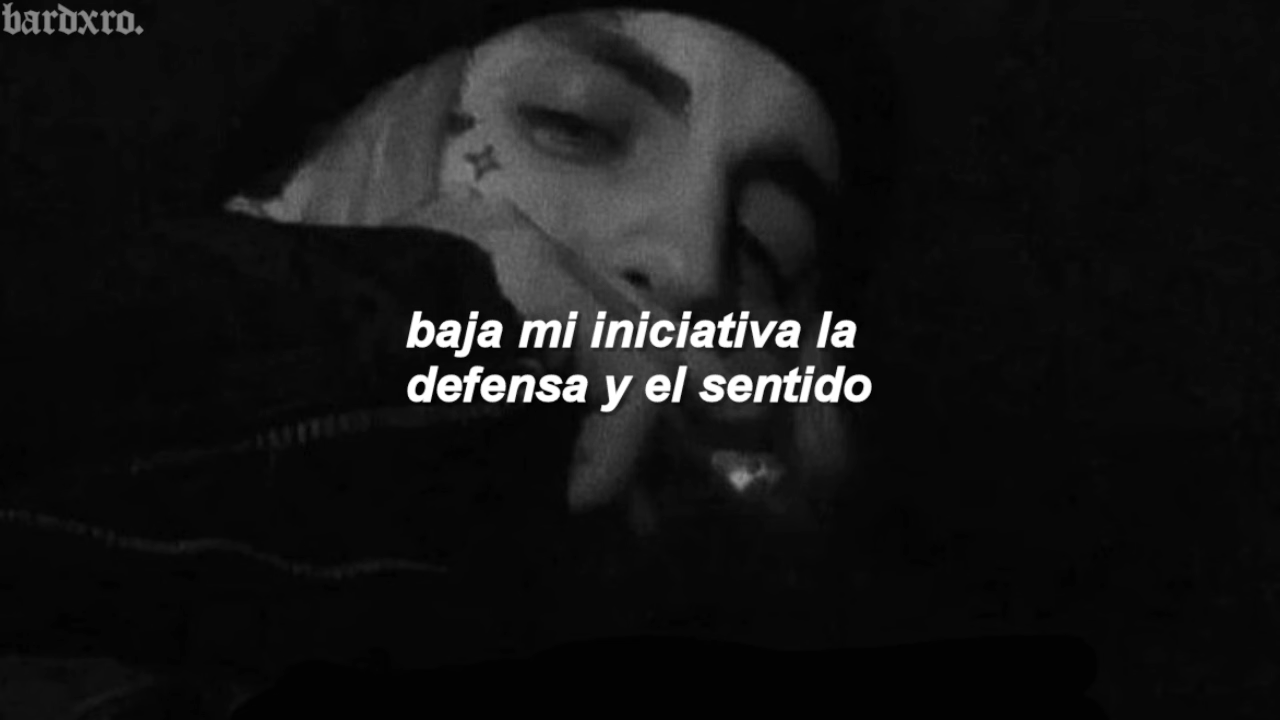 bardxro.
baja mi iniciativa la
defensa y el sentido